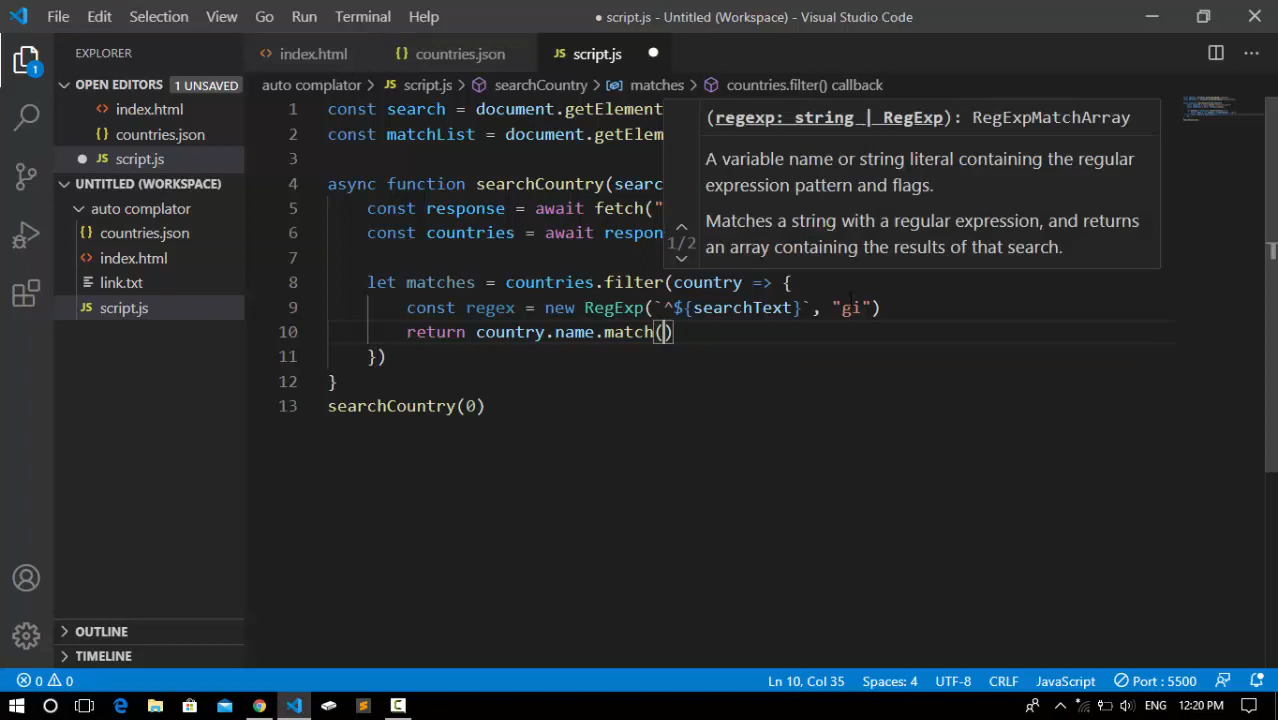 File Edit Selection View Go Run Terminal Help ● script.js - Untitled (Workspace) - Visual Studio Code
EXPLORER
OPEN EDITORS 1 UNSAVED
<> index.html
{} countries.json
● JS script.js
UNTITLED (WORKSPACE)
auto complator
{} countries.json
<> index.html
link.txt
JS script.js
OUTLINE
TIMELINE
1
<> index.html {} countries.json JS script.js ●
auto complator > JS script.js > searchCountry > matches > countries.filter() callback
1 const search = document.getElement
2 const matchList = document.getElem
3
4 async function searchCountry(searc
5 const response = await fetch("
6 const countries = await respon
7
8 let matches = countries.filter(country => {
9 const regex = new RegExp(`^${searchText}`, "gi")
10 return country.name.match()
11 })
12 }
13 searchCountry(0)
(regexp: string | RegExp): RegExpMatchArray
A variable name or string literal containing the regular
expression pattern and flags.
1/2
Matches a string with a regular expression, and returns
an array containing the results of that search.
0 0 Ln 10, Col 35 Spaces: 4 UTF-8 CRLF JavaScript Port : 5500
ENG 12:20 PM